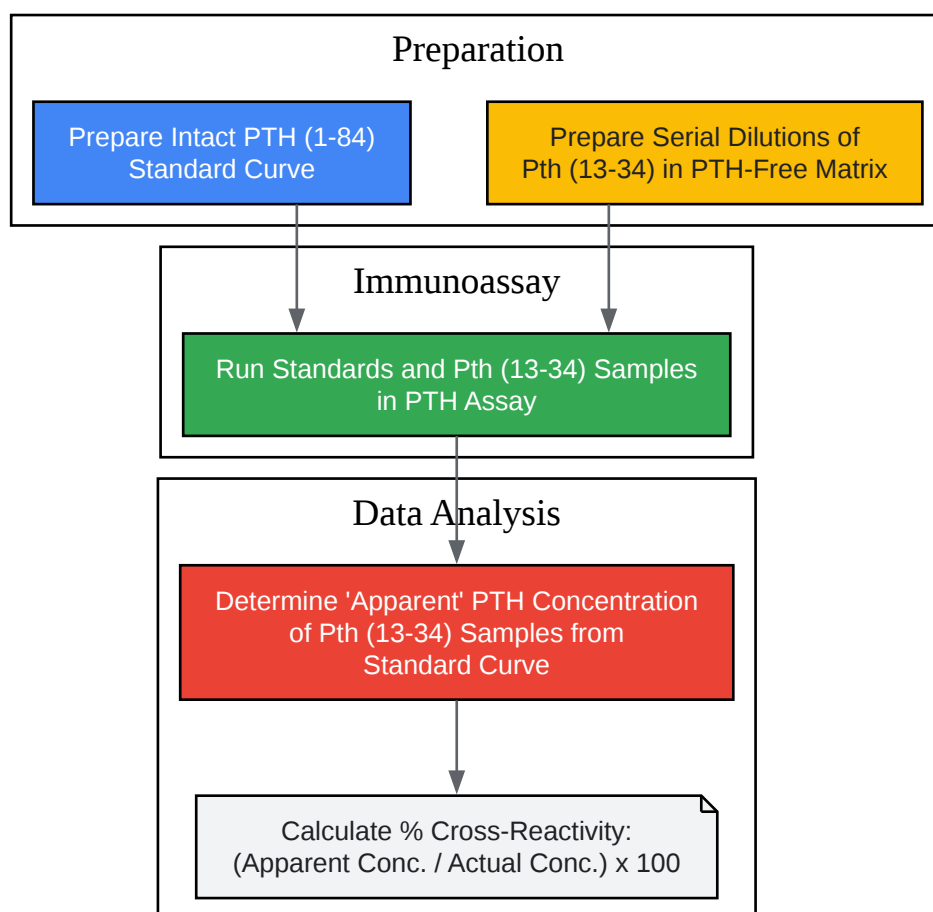 Preparation
Prepare Intact PTH (1-84)
Standard Curve
Prepare Serial Dilutions of
Pth (13-34) in PTH-Free Matrix
Immunoassay
Run Standards and Pth (13-34) Samples
in PTH Assay
Data Analysis
Determine 'Apparent' PTH Concentration
of Pth (13-34) Samples from
Standard Curve
Calculate % Cross-Reactivity:
(Apparent Conc. / Actual Conc.) x 100